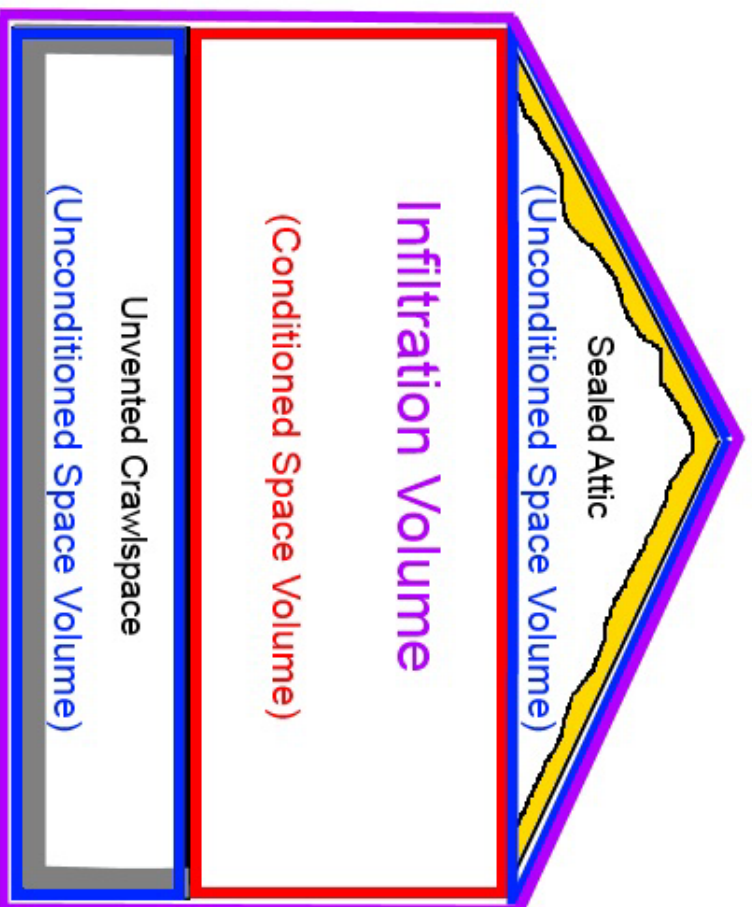 Sealed Attic
(Unconditioned Space Volume)
Infiltration Volume
(Conditioned Space Volume)
Unvented Crawlspace
(Unconditioned Space Volume)